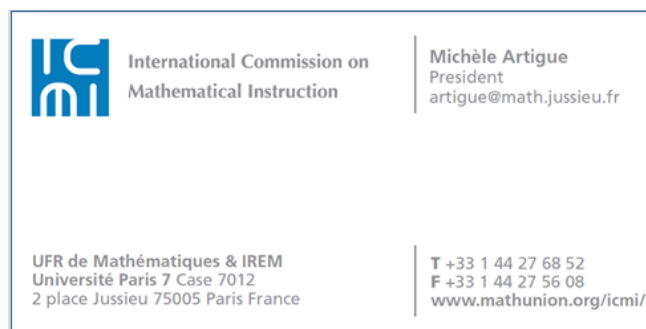 IC
MI
International Commission on
Mathematical Instruction
Michèle Artigue
President
artigue@math.jussieu.fr
UFR de Mathématiques & IREM
Université Paris 7 Case 7012
2 place Jussieu 75005 Paris France
T +33 1 44 27 68 52
F +33 1 44 27 56 08
www.mathunion.org/icmi/